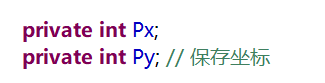 private int Px;
private int Py; // 保存坐标